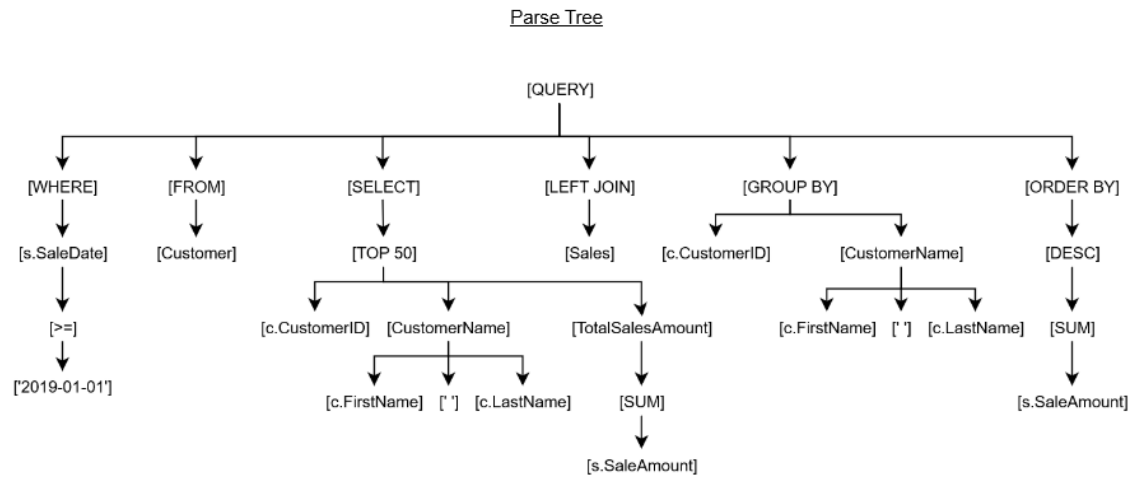 Parse Tree
[QUERY]
[WHERE] [FROM] [SELECT] [LEFT JOIN] [GROUP BY] [ORDER BY]
[s.SaleDate] [Customer] [TOP 50] [Sales] [c.CustomerID] [CustomerName] [DESC]
[>=] [c.CustomerID] [CustomerName] [TotalSalesAmount] [c.FirstName] [' '] [c.LastName] [SUM]
['2019-01-01'] [c.FirstName] [' '] [c.LastName] [SUM] [s.SaleAmount]
[s.SaleAmount]